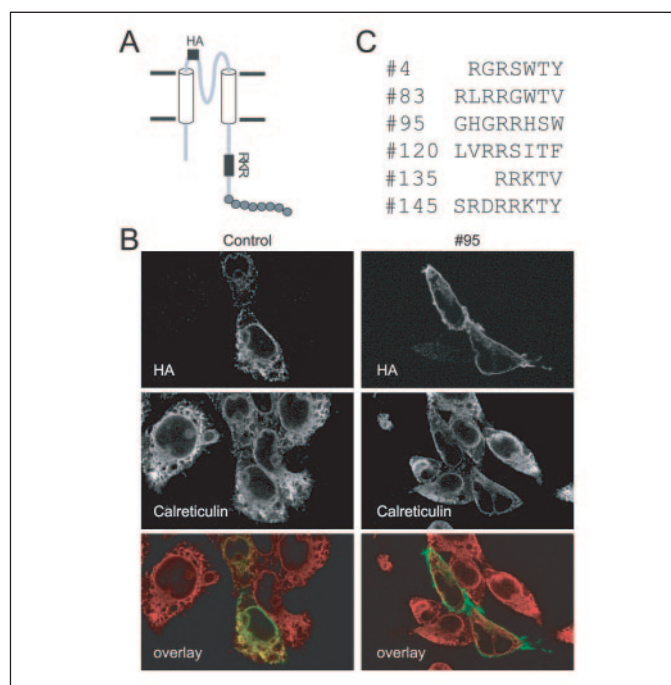 A
HA
RKR
C
#4 RGRSWTY
#83 RLRRGWTV
#95 GHGRRHSW
#120 LVRRSITF
#135 RRKTV
#145 SRDRRKTY
B
Control
#95
HA
HA
Calreticulin
Calreticulin
overlay
overlay